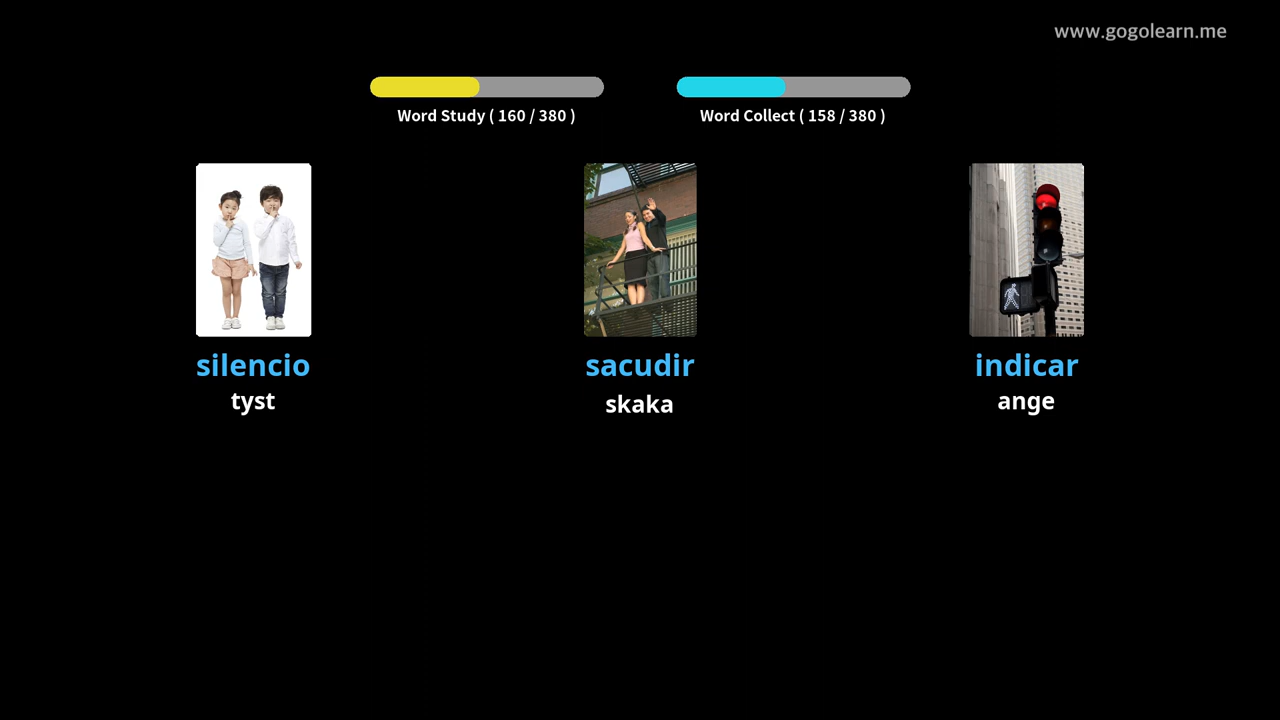 www.gogolearn.me
Word Study ( 160 / 380 )
Word Collect ( 158 / 380 )
silencio
tyst
sacudir
skaka
indicar
ange